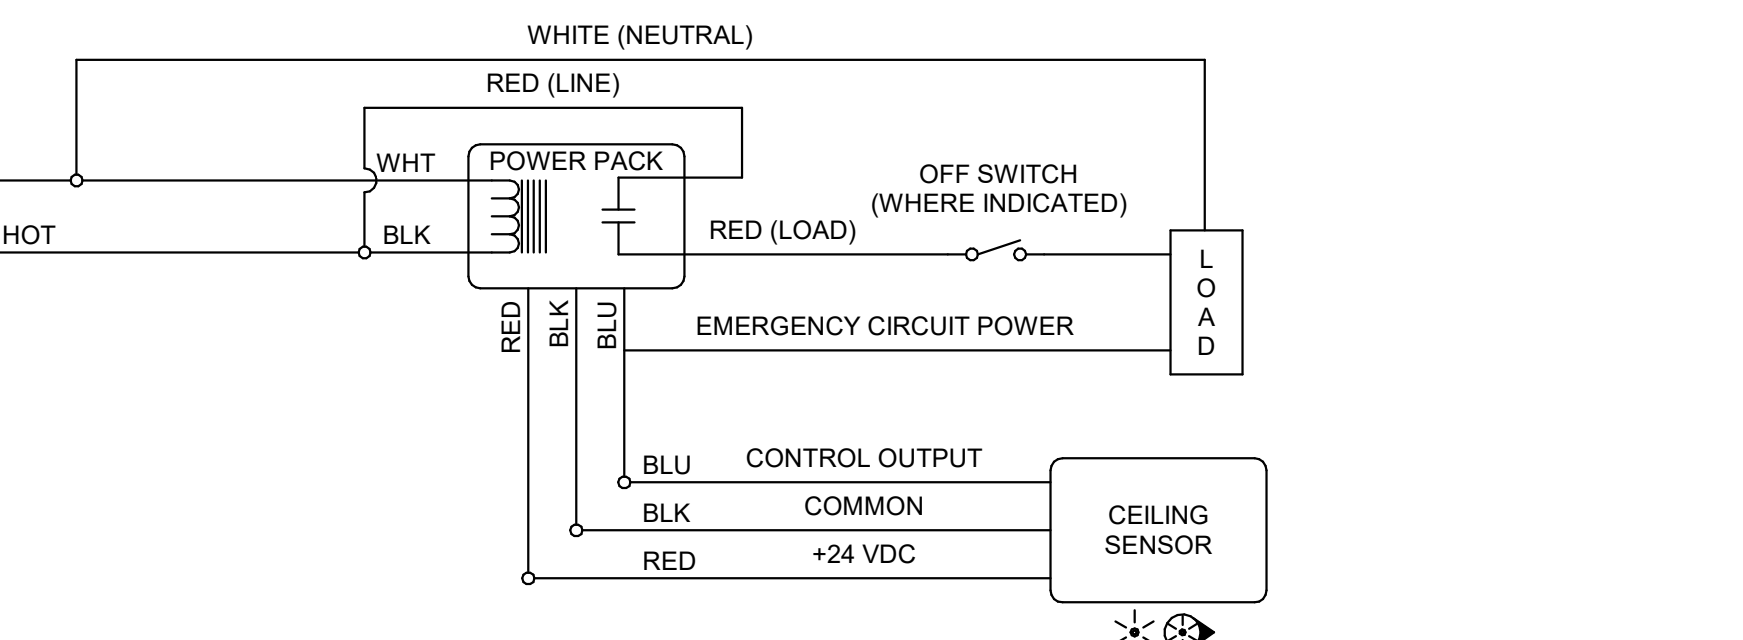 WHITE (NEUTRAL)
RED (LINE)
WHT
POWER PACK
OFF SWITCH
(WHERE INDICATED)
HOT
BLK
RED (LOAD)
L
O
A
D
RED
BLK
BLU
EMERGENCY CIRCUIT POWER
BLU
CONTROL OUTPUT
BLK
COMMON
RED
+24 VDC
CEILING
SENSOR